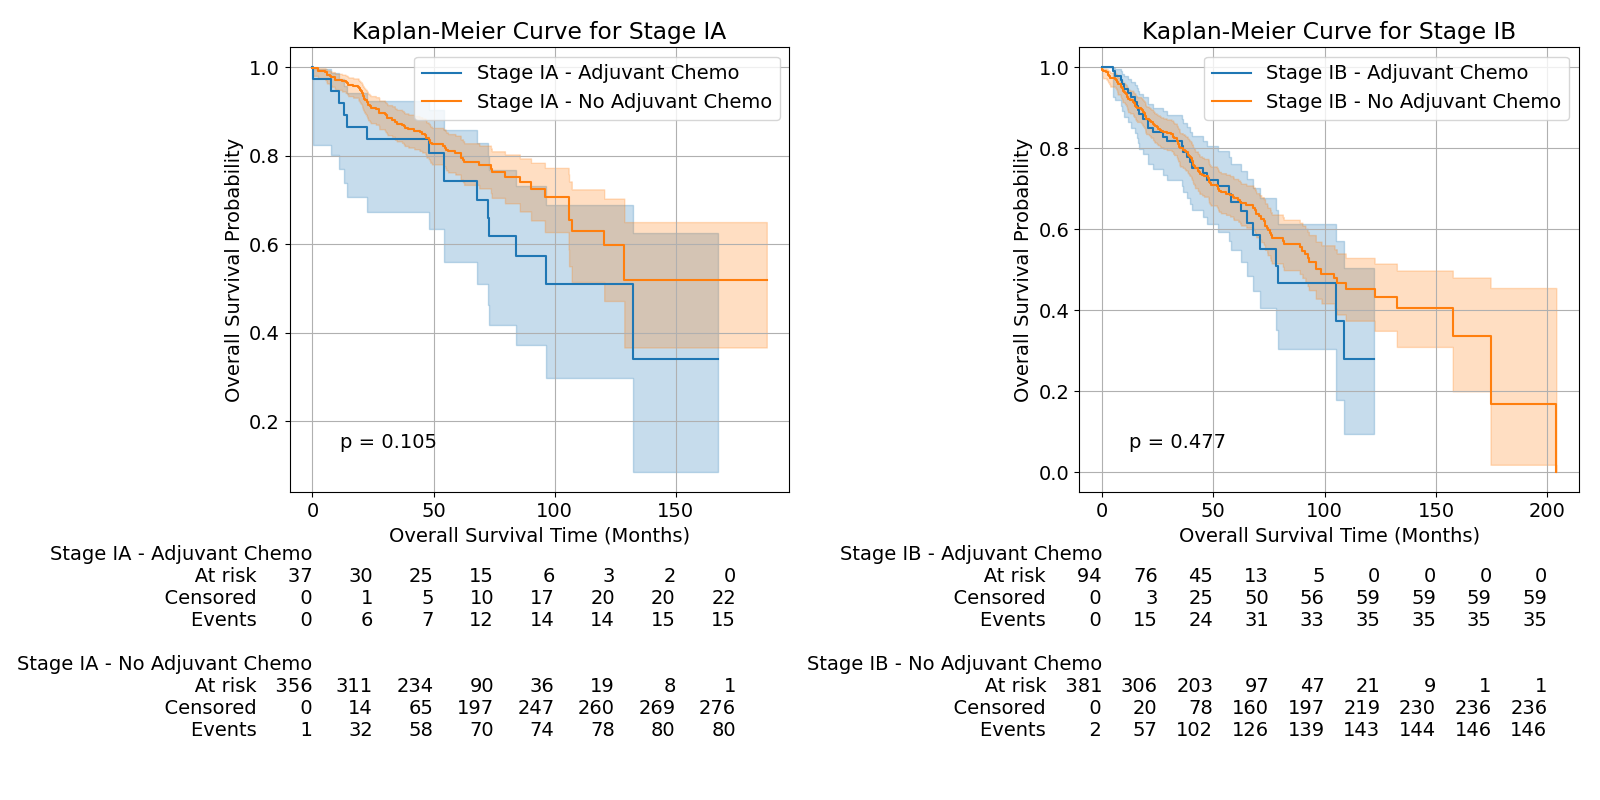 Kaplan-Meier Curve for Stage IA
Stage IA - Adjuvant Chemo
Stage IA - No Adjuvant Chemo
Overall Survival Probability
1.0
0.8
0.6
0.4
0.2
p = 0.105
0 50 100 150
Overall Survival Time (Months)
Stage IA - Adjuvant Chemo
At risk 37 30 25 15 6 3 2 0
Censored 0 1 5 10 17 20 20 22
Events 0 6 7 12 14 14 15 15
Stage IA - No Adjuvant Chemo
At risk 356 311 234 90 36 19 8 1
Censored 0 14 65 197 247 260 269 276
Events 1 32 58 70 74 78 80 80
Kaplan-Meier Curve for Stage IB
Stage IB - Adjuvant Chemo
Stage IB - No Adjuvant Chemo
Overall Survival Probability
1.0
0.8
0.6
0.4
0.2
0.0
p = 0.477
0 50 100 150 200
Overall Survival Time (Months)
Stage IB - Adjuvant Chemo
At risk 94 76 45 13 5 0 0 0 0
Censored 0 3 25 50 56 59 59 59 59
Events 0 15 24 31 33 35 35 35 35
Stage IB - No Adjuvant Chemo
At risk 381 306 203 97 47 21 9 1 1
Censored 0 20 78 160 197 219 230 236 236
Events 2 57 102 126 139 143 144 146 146